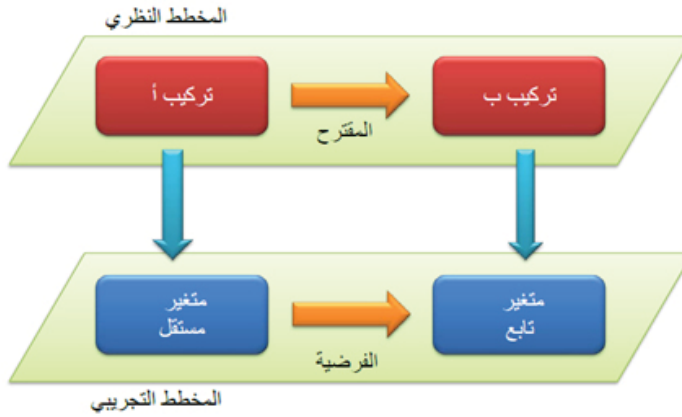 المخطط النظري
تركيب أ
تركيب ب
المقترح
متغير
مستقل
متغير
تابع
الفرضية
المخطط التجريبي